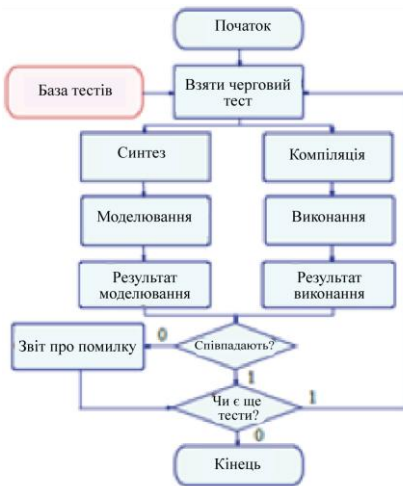 Початок
База тестів
Взяти черговий
тест
Синтез
Компіляція
Моделювання
Виконання
Результат
моделювання
Результат
виконання
Звіт про помилку
0
Співпадають?
1
Чи є ще
тести?
1
0
Кінець